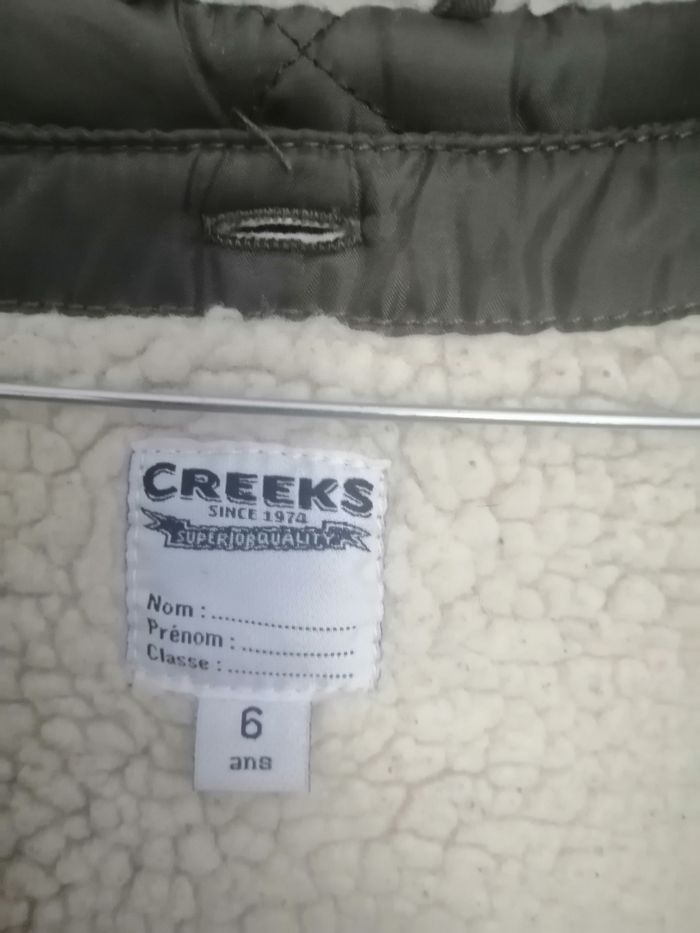 CREEKS
SINCE 1974
SUPERIOR QUALITY
Nom : ..............................
Prénom : ......................
Classe : ........................
6
ans